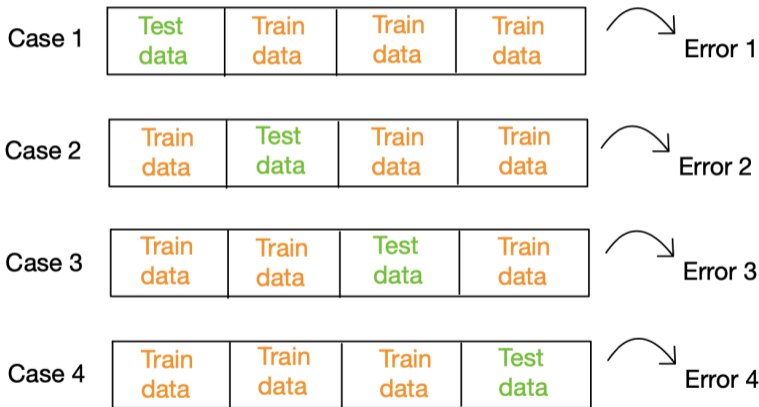 Case 1
Test data
Train data
Train data
Train data
Error 1
Case 2
Train data
Test data
Train data
Train data
Error 2
Case 3
Train data
Train data
Test data
Train data
Error 3
Case 4
Train data
Train data
Train data
Test data
Error 4